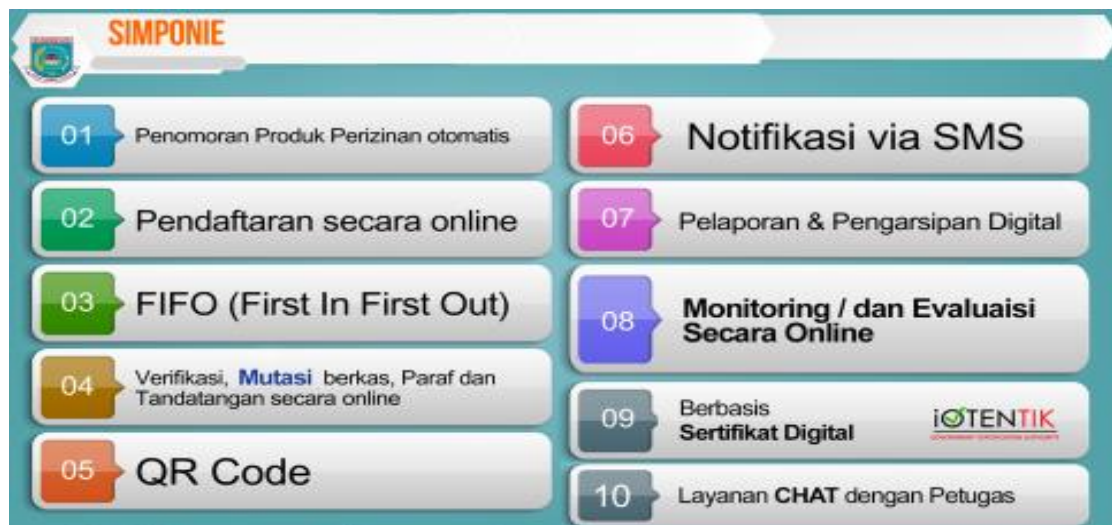 SIMPONIE
01 Penomoran Produk Perizinan otomatis
02 Pendaftaran secara online
03 FIFO (First In First Out)
04 Verifikasi, Mutasi berkas, Paraf dan
Tandatangan secara online
05 QR Code
06 Notifikasi via SMS
07 Pelaporan & Pengarsipan Digital
08 Monitoring / dan Evaluaisi
Secara Online
09 Berbasis
Sertifikat Digital
iOTENTIK
10 Layanan CHAT dengan Petugas